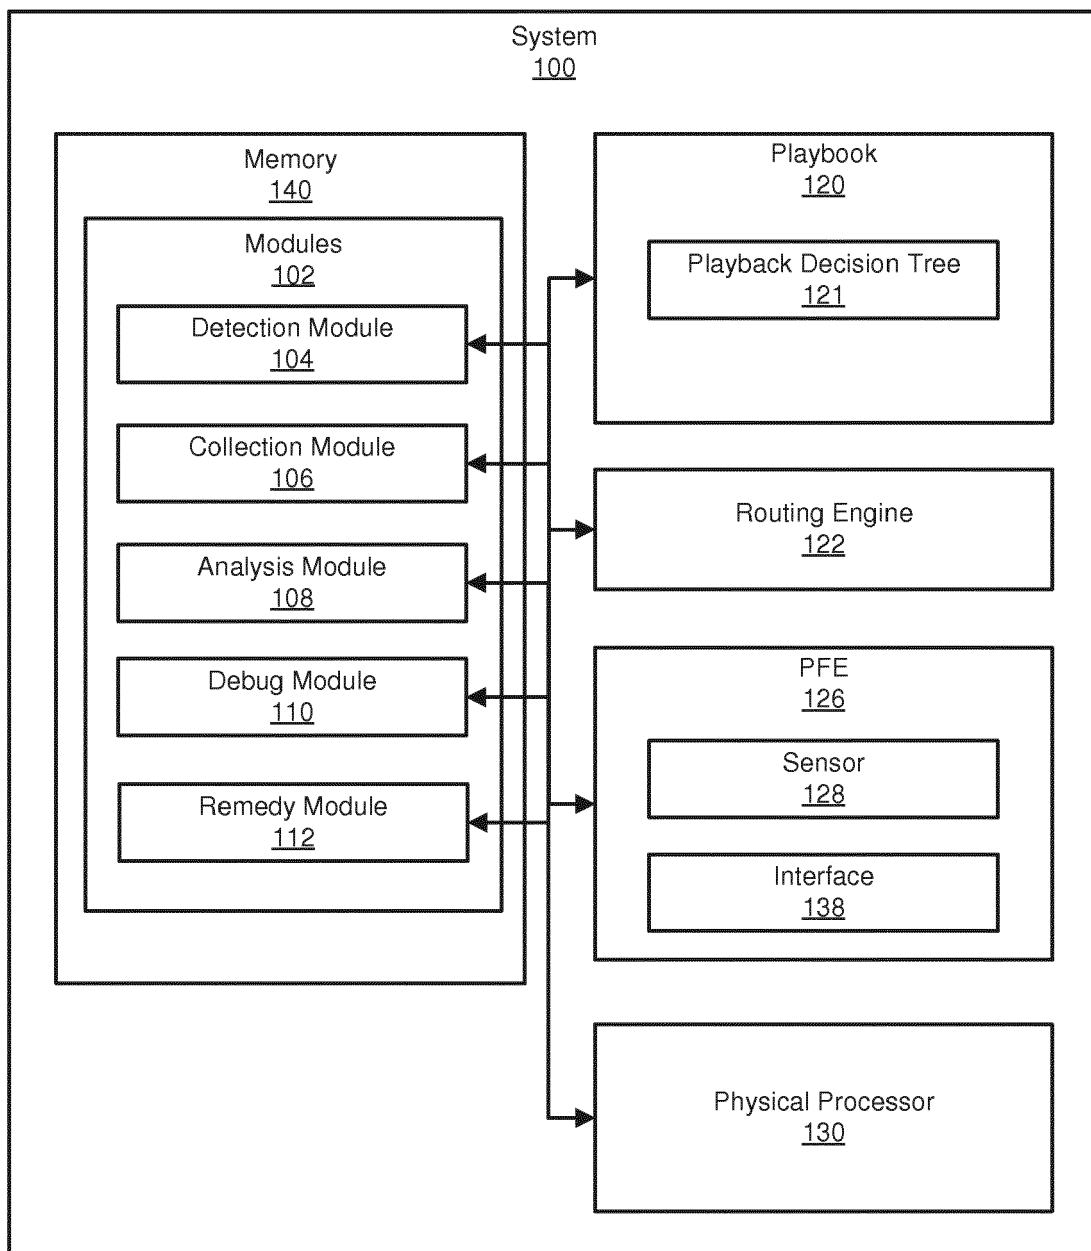 System
100
Memory
140
Modules
102
Detection Module
104
Collection Module
106
Analysis Module
108
Debug Module
110
Remedy Module
112
Playbook
120
Playback Decision Tree
121
Routing Engine
122
PFE
126
Sensor
128
Interface
138
Physical Processor
130